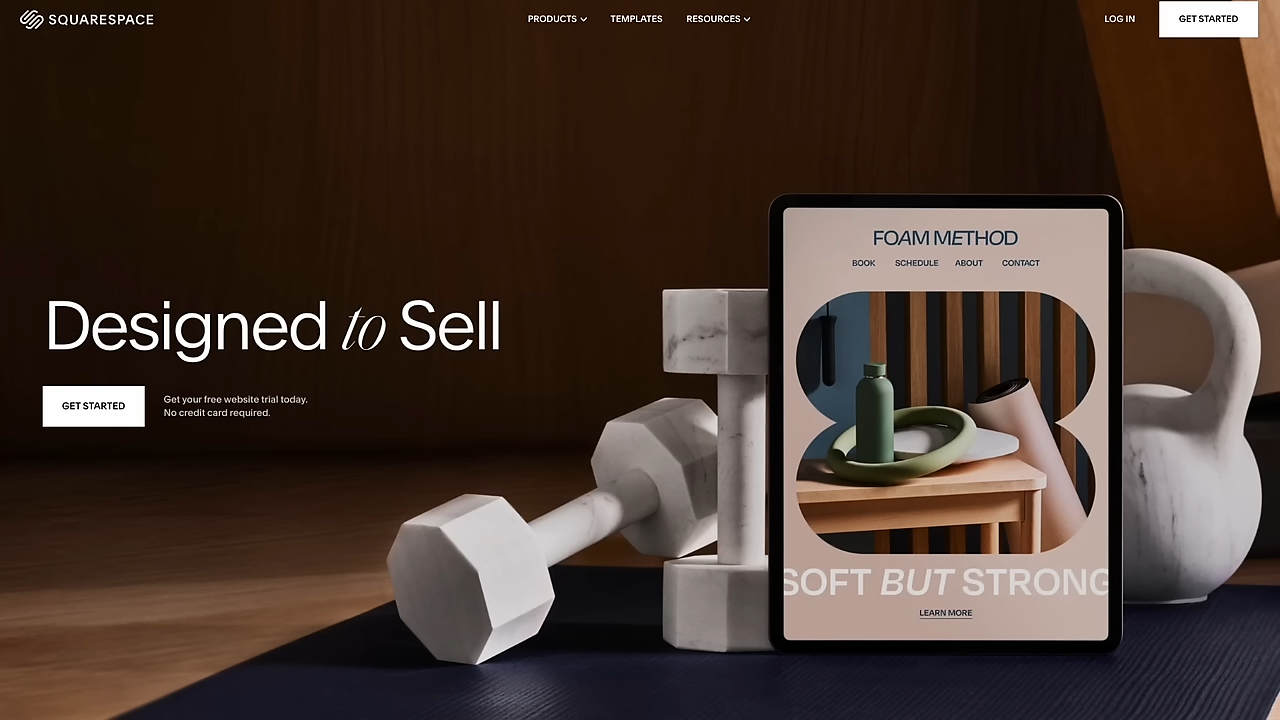 SQUARESPACE
PRODUCTS
TEMPLATES
RESOURCES
LOG IN
GET STARTED
Designed to Sell
GET STARTED
Get your free website trial today.
No credit card required.
FOAM METHOD
BOOK SCHEDULE ABOUT CONTACT
SOFT BUT STRONG
LEARN MORE